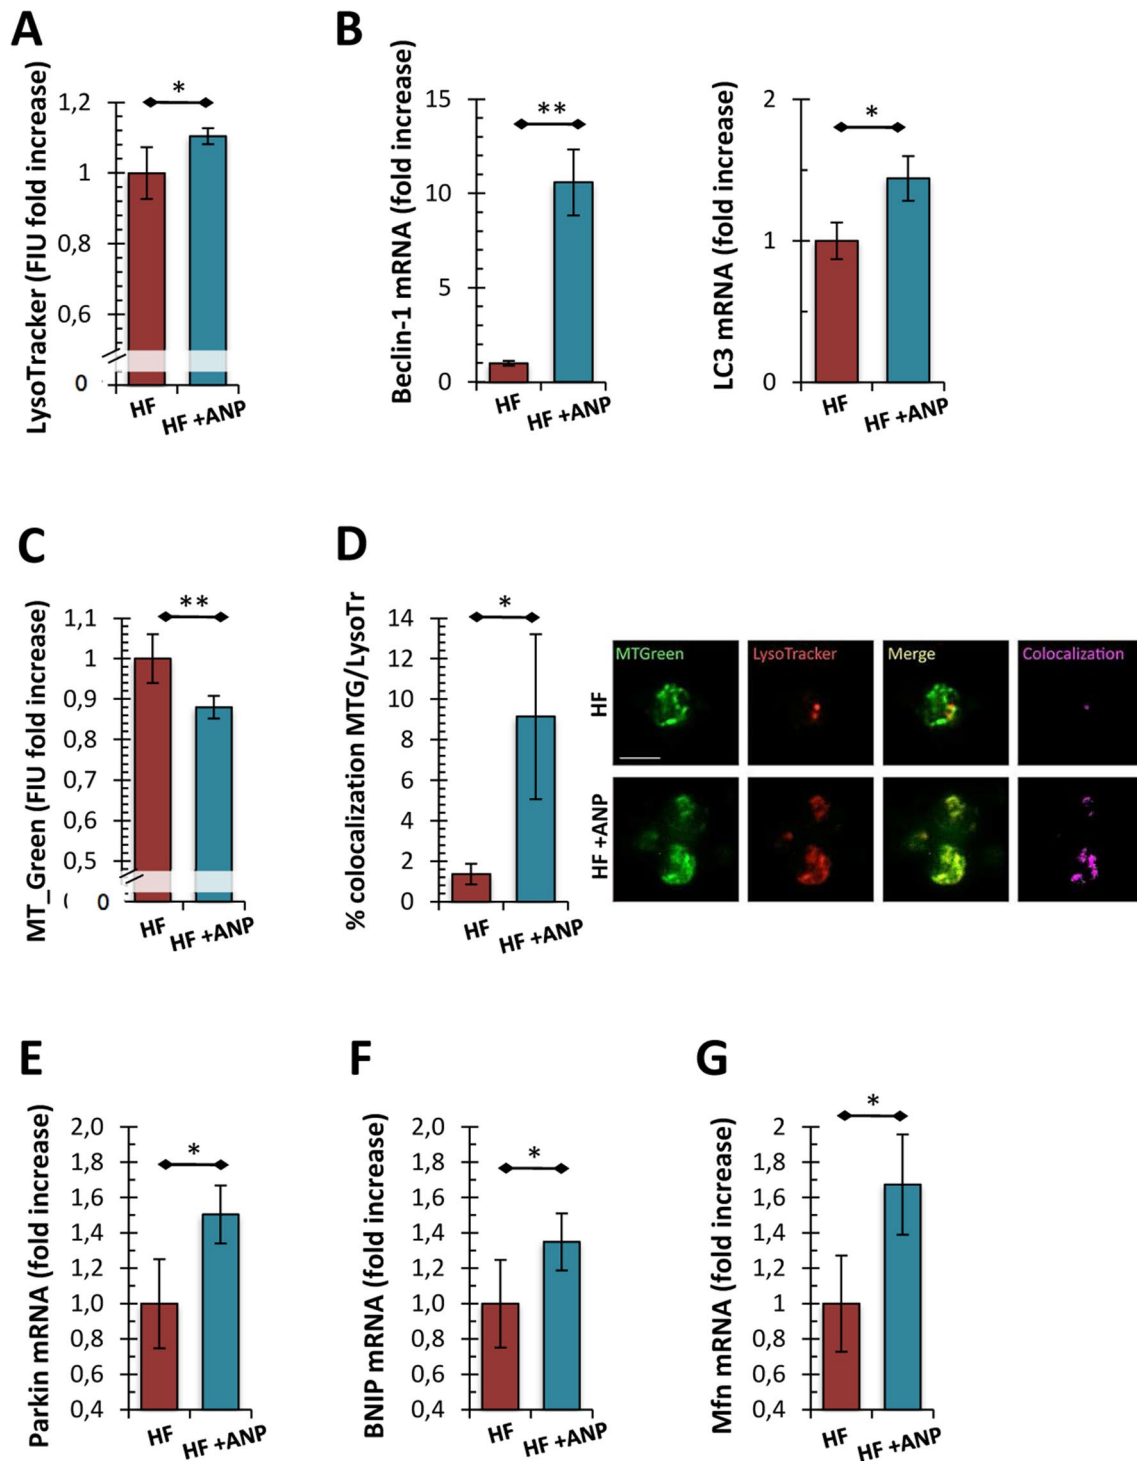 A
LysoTracker (FIU fold increase)
1,2
1
0,8
0,6
0
*
HF
HF +ANP
B
Beclin-1 mRNA (fold increase)
15
10
5
0
**
HF
HF +ANP
LC3 mRNA (fold increase)
2
1
0
*
HF
HF +ANP
C
MT_Green (FIU fold increase)
1,1
1
0,9
0,8
0,7
0,6
0,5
( 0
**
HF
HF +ANP
D
% colocalization MTG/LysoTr
14
12
10
8
6
4
2
0
*
HF
HF +ANP
MTGreen
LysoTracker
Merge
Colocalization
HF
HF +ANP
E
Parkin mRNA (fold increase)
2,0
1,8
1,6
1,4
1,2
1,0
0,8
0,6
0,4
*
HF
HF +ANP
F
BNIP mRNA (fold increase)
2,0
1,8
1,6
1,4
1,2
1,0
0,8
0,6
0,4
*
HF
HF +ANP
G
Mfn mRNA (fold increase)
2
1,8
1,6
1,4
1,2
1
0,8
0,6
0,4
*
HF
HF +ANP